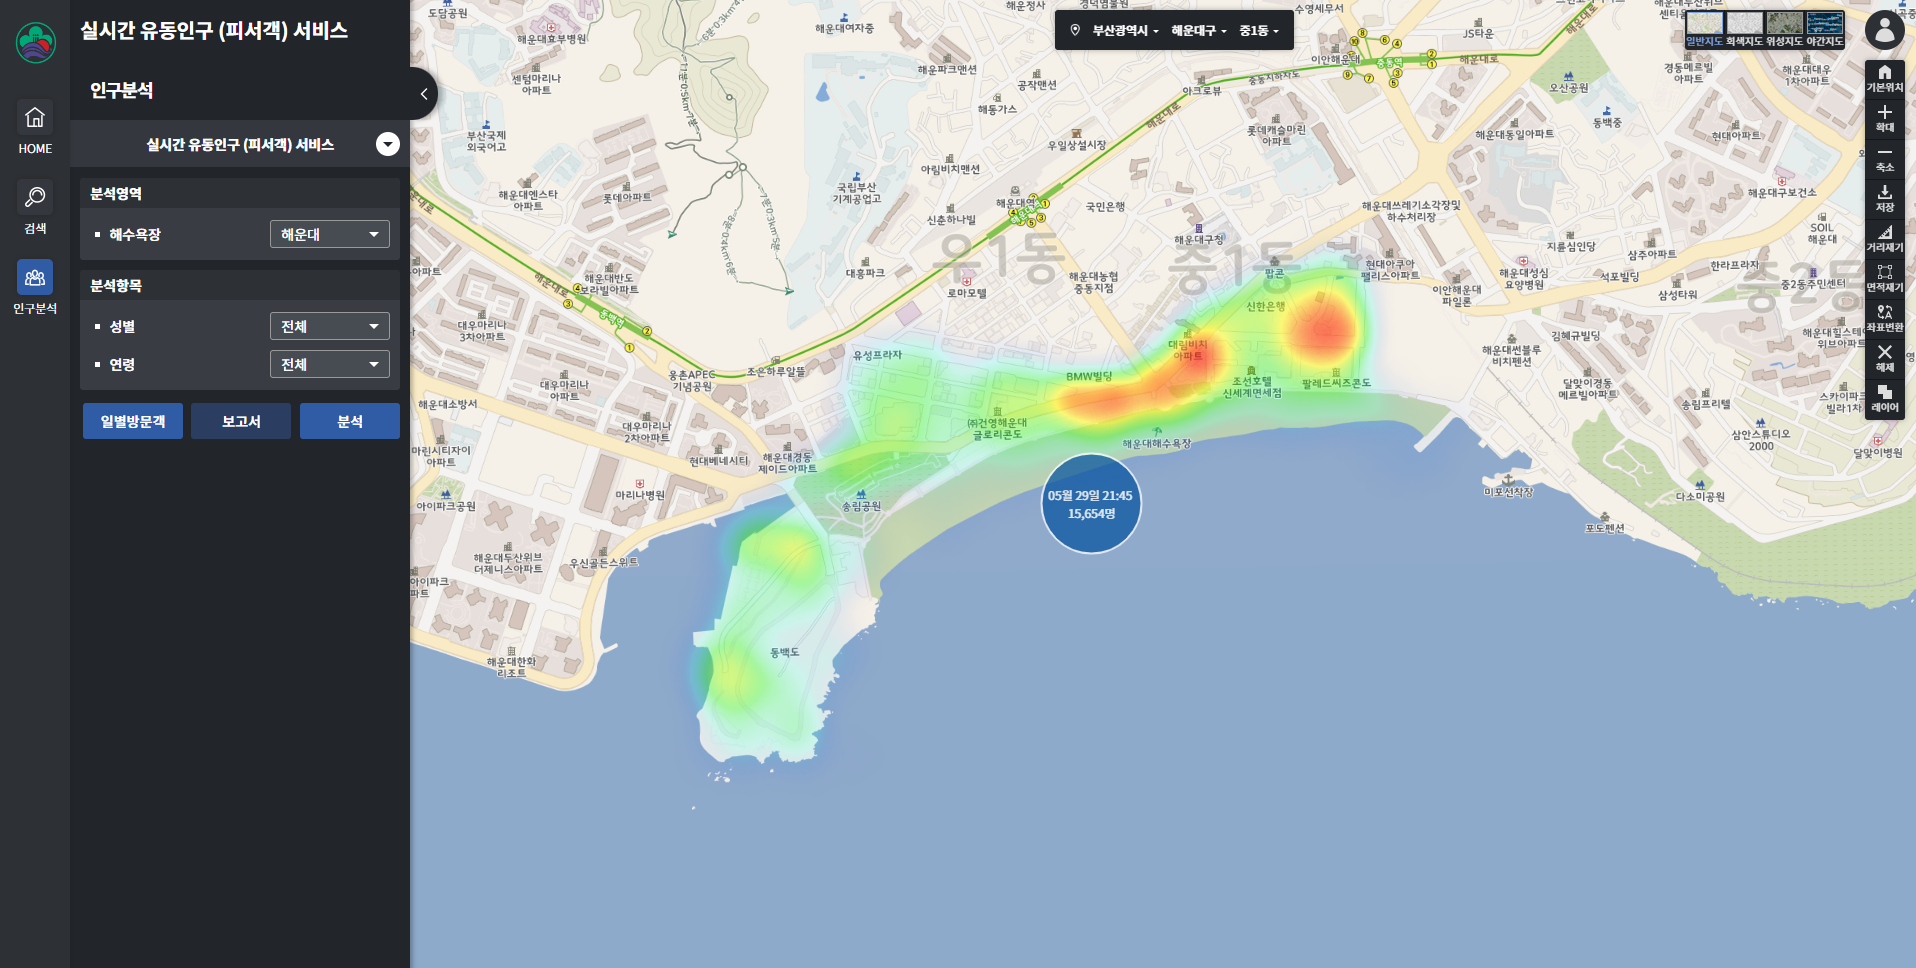 실시간 유동인구 (피서객) 서비스
인구분석
HOME
검색
인구분석
실시간 유동인구 (피서객) 서비스
분석영역
해수욕장
해운대
분석항목
성별
전체
연령
전체
일별방문객
보고서
분석
부산광역시
해운대구
중1동
일반지도
회색지도
위성지도
야간지도
기본위치
확대
축소
저장
거리재기
면적재기
좌표변환
해제
레이어
05월 29일 21:45
15,654명
도담공원
해운대효부병원
센텀마리나
아파트
부산국제
외국어고
해운대엔스타
아파트
롯데아파트
해운대여자중
해운정사
경덕범물원
해운파크맨션
공작맨션
해동가스
우일상설시장
아림비치맨션
국립부산
기계공업고
신춘하나빌
해운대역
국민은행
우1동
중1동
중2동
대흥파크
로마모텔
해운대구청
해운대농협
중동지점
팝콘
신한은행
현대아쿠아
팰리스아파트
이안해운대
파일론
해운대성심
요양병원
지륜심인당
삼주아파트
석포빌딩
삼성타워
한라프라자
중2동주민센터
SOIL
해운대
해운대구보건소
해운대쓰레기소각장및
하수처리장
롯데캐슬마린
아파트
아크로뷰
중동지하차도
이안해운대
중동역
수영세무서
JS타운
해운대로
오산공원
동백중
해운대동일아파트
현대아파트
경동메르빌
아파트
해운대대우
1차아파트
해운대힐스테이
위브아파트
김혜규빌딩
해운대썬블루
비치펜션
달맞이경동
메르빌아파트
송림프리텔
스카이파크
빌라1차
삼안스튜디오
2000
달맞이병원
다소미공원
포도펜션
미포선착장
팔레드씨즈콘도
조선호텔
신세계면세점
대림비치
아파트
BMW빌딩
㈜건영해운대
글로리콘도
해운대해수욕장
유성프라자
송림공원
동백도
조은하루알뜰
웅촌APEC
기념공원
동백역
해운대반도
보라빌아파트
대우마리나
3차아파트
대우마리나
아파트
대우마리나
2차아파트
해운대소방서
현대베네시티
해운대경동
제이드아파트
마린시티자이
아파트
마리나병원
아이파크공원
해운대두산위브
더제니스아파트
우신골든스위트
아이파크
파트
해운대한화
리조트